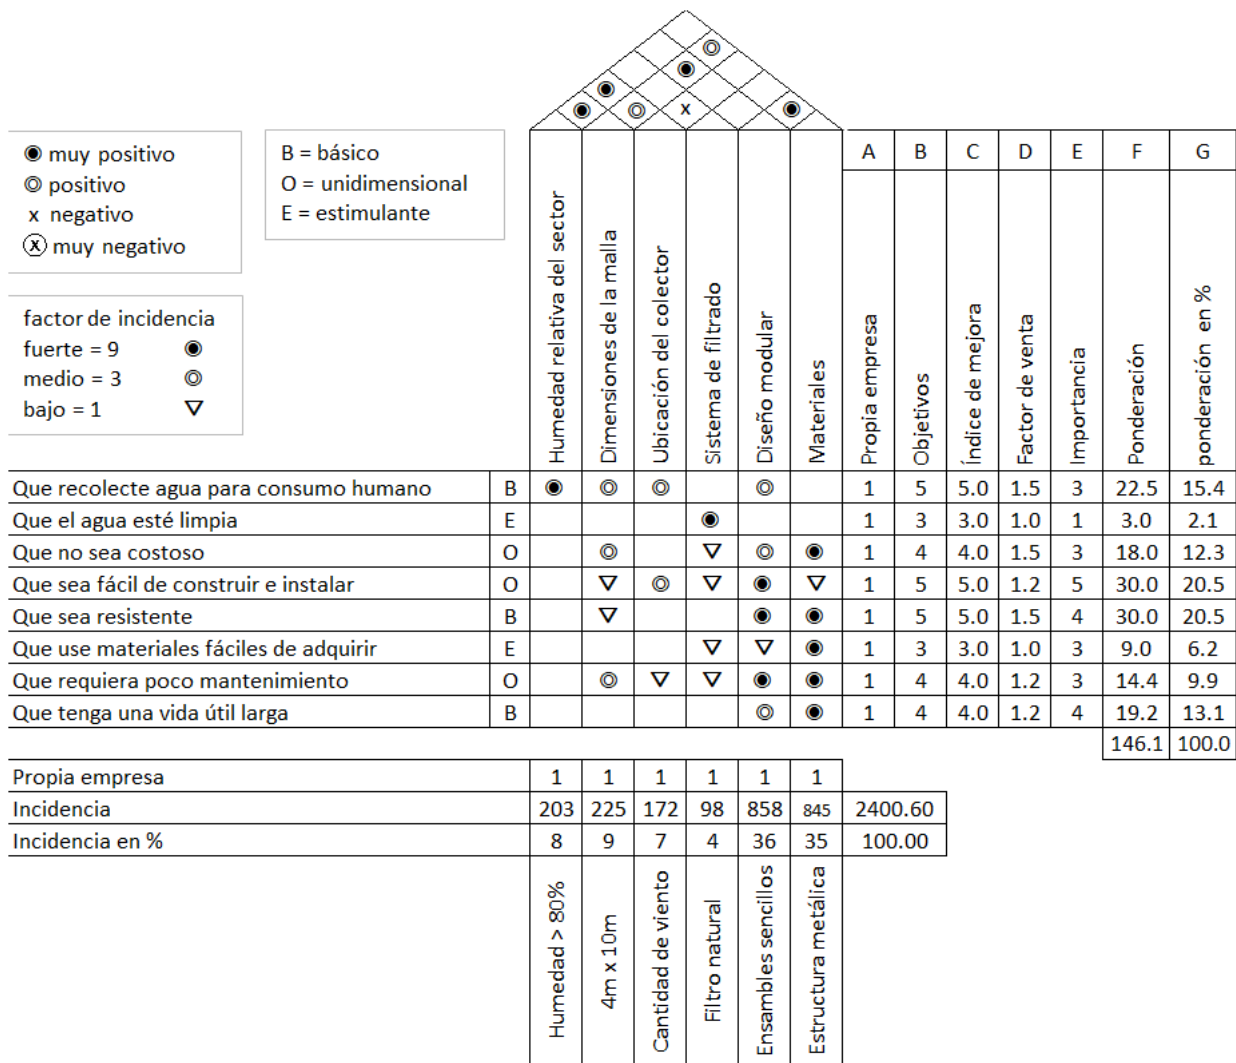 ◉ muy positivo
◎ positivo
x negativo
ⓧ muy negativo
B = básico
O = unidimensional
E = estimulante
factor de incidencia
fuerte = 9 ◉
medio = 3 ◎
bajo = 1 ▽
x
Humedad relativa del sector
Dimensiones de la malla
Ubicación del colector
Sistema de filtrado
Diseño modular
Materiales
A B C D E F G
Propia empresa
Objetivos
Índice de mejora
Factor de venta
Importancia
Ponderación
ponderación en %
Que recolecte agua para consumo humano B ◉ ◎ ◎ ◎ 1 5 5.0 1.5 3 22.5 15.4
Que el agua esté limpia E ◉ 1 3 3.0 1.0 1 3.0 2.1
Que no sea costoso O ◎ ▽ ◎ ◉ 1 4 4.0 1.5 3 18.0 12.3
Que sea fácil de construir e instalar O ▽ ◎ ▽ ◉ ▽ 1 5 5.0 1.2 5 30.0 20.5
Que sea resistente B ▽ ◉ ◉ 1 5 5.0 1.5 4 30.0 20.5
Que use materiales fáciles de adquirir E ▽ ▽ ◉ 1 3 3.0 1.0 3 9.0 6.2
Que requiera poco mantenimiento O ◎ ▽ ▽ ◉ ◉ 1 4 4.0 1.2 3 14.4 9.9
Que tenga una vida útil larga B ◎ ◉ 1 4 4.0 1.2 4 19.2 13.1
146.1 100.0
Propia empresa 1 1 1 1 1 1
Incidencia 203 225 172 98 858 845 2400.60
Incidencia en % 8 9 7 4 36 35 100.00
Humedad > 80%
4m x 10m
Cantidad de viento
Filtro natural
Ensambles sencillos
Estructura metálica